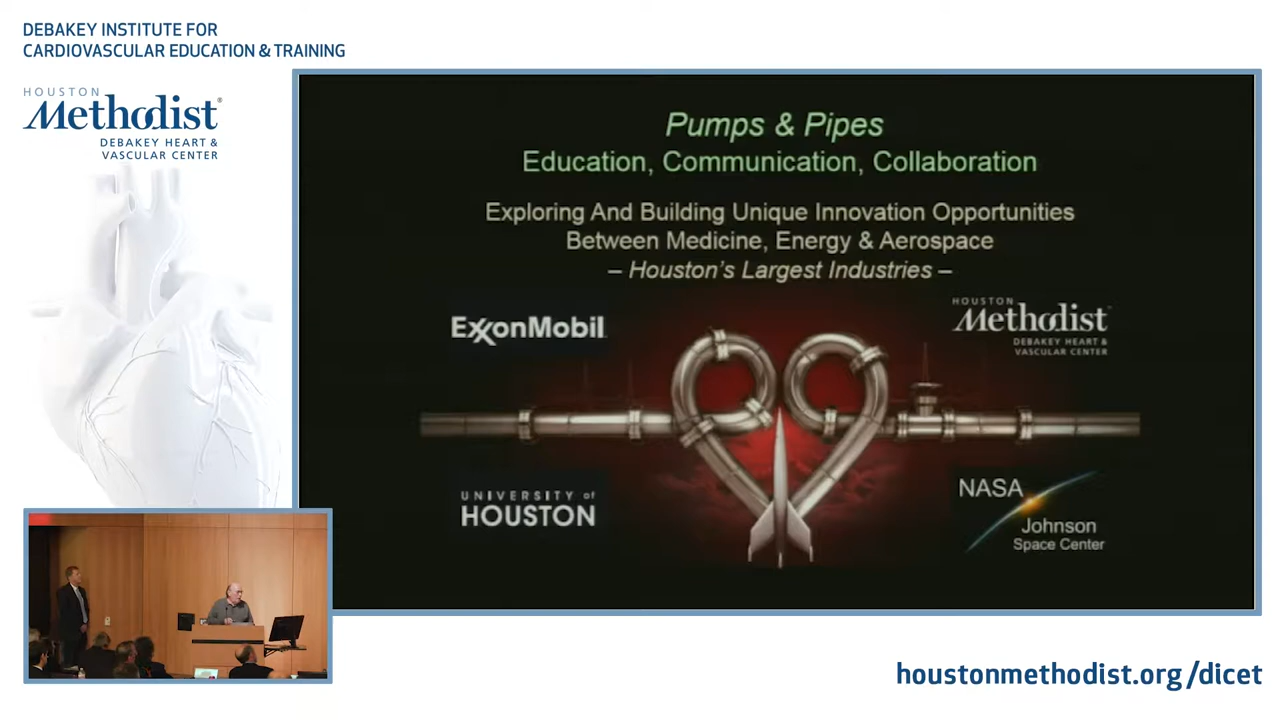 DEBAKEY INSTITUTE FOR
CARDIOVASCULAR EDUCATION & TRAINING
HOUSTON
Methodist®
DEBAKEY HEART &
VASCULAR CENTER
Pumps & Pipes
Education, Communication, Collaboration
Exploring And Building Unique Innovation Opportunities
Between Medicine, Energy & Aerospace
– Houston's Largest Industries –
ExxonMobil
HOUSTON
Methodist
DEBAKEY HEART &
VASCULAR CENTER
UNIVERSITY of
HOUSTON
NASA
Johnson
Space Center
houstonmethodist.org/dicet